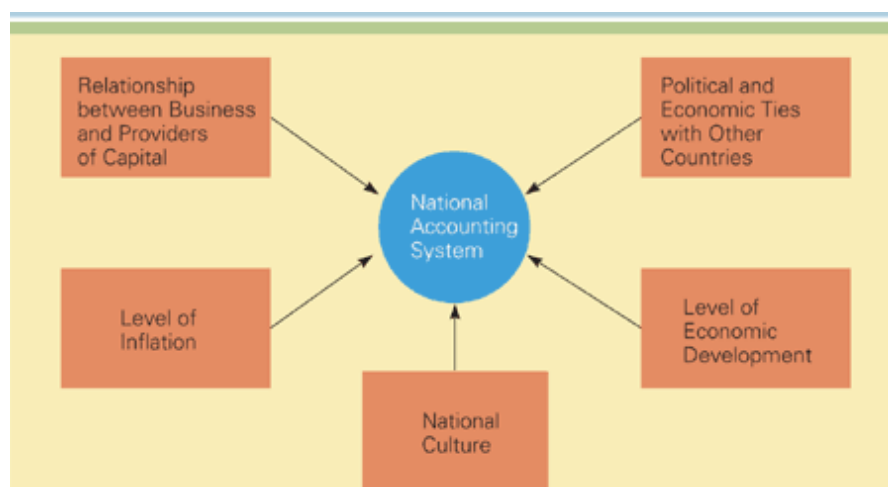 Relationship
between Business
and Providers
of Capital
Political and
Economic Ties
with Other
Countries
National
Accounting
System
Level of
Inflation
Level of
Economic
Development
National
Culture